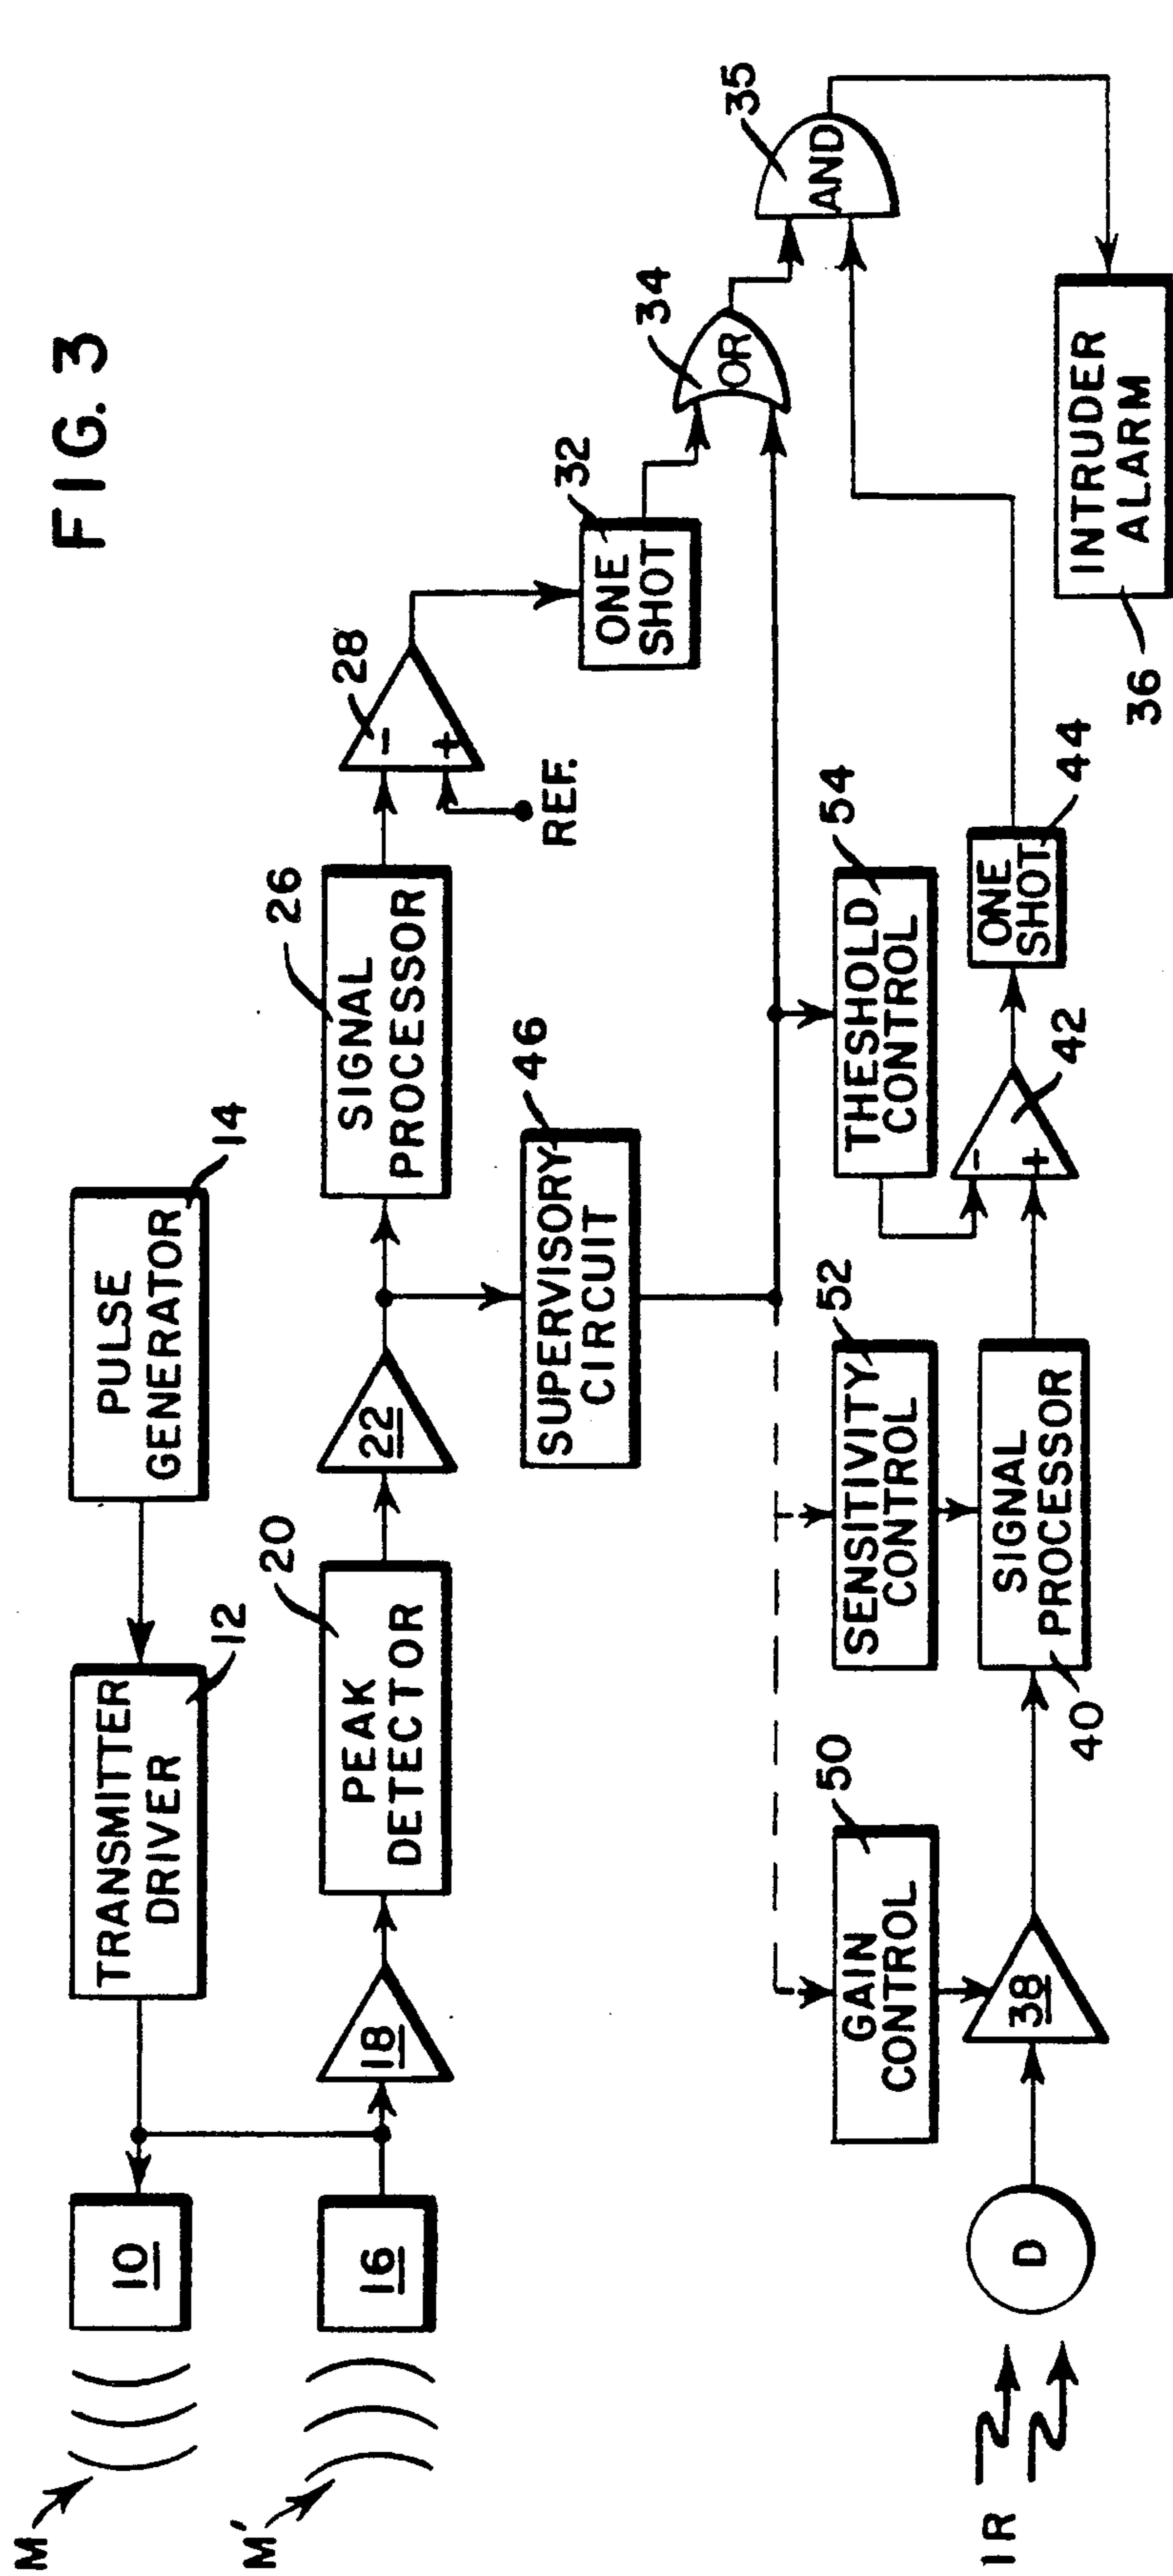 FIG. 3
M
10
TRANSMITTER
DRIVER
12
PULSE
GENERATOR
14
M'
16
18
PEAK
DETECTOR
20
22
SIGNAL
PROCESSOR
26
-
+
28
REF.
SUPERVISORY
CIRCUIT
46
ONE
SHOT
32
OR
34
AND
35
GAIN
CONTROL
50
SENSITIVITY
CONTROL
52
THESHOLD
CONTROL
54
IR
D
38
SIGNAL
PROCESSOR
40
-
+
42
ONE
SHOT
44
INTRUDER
ALARM
36